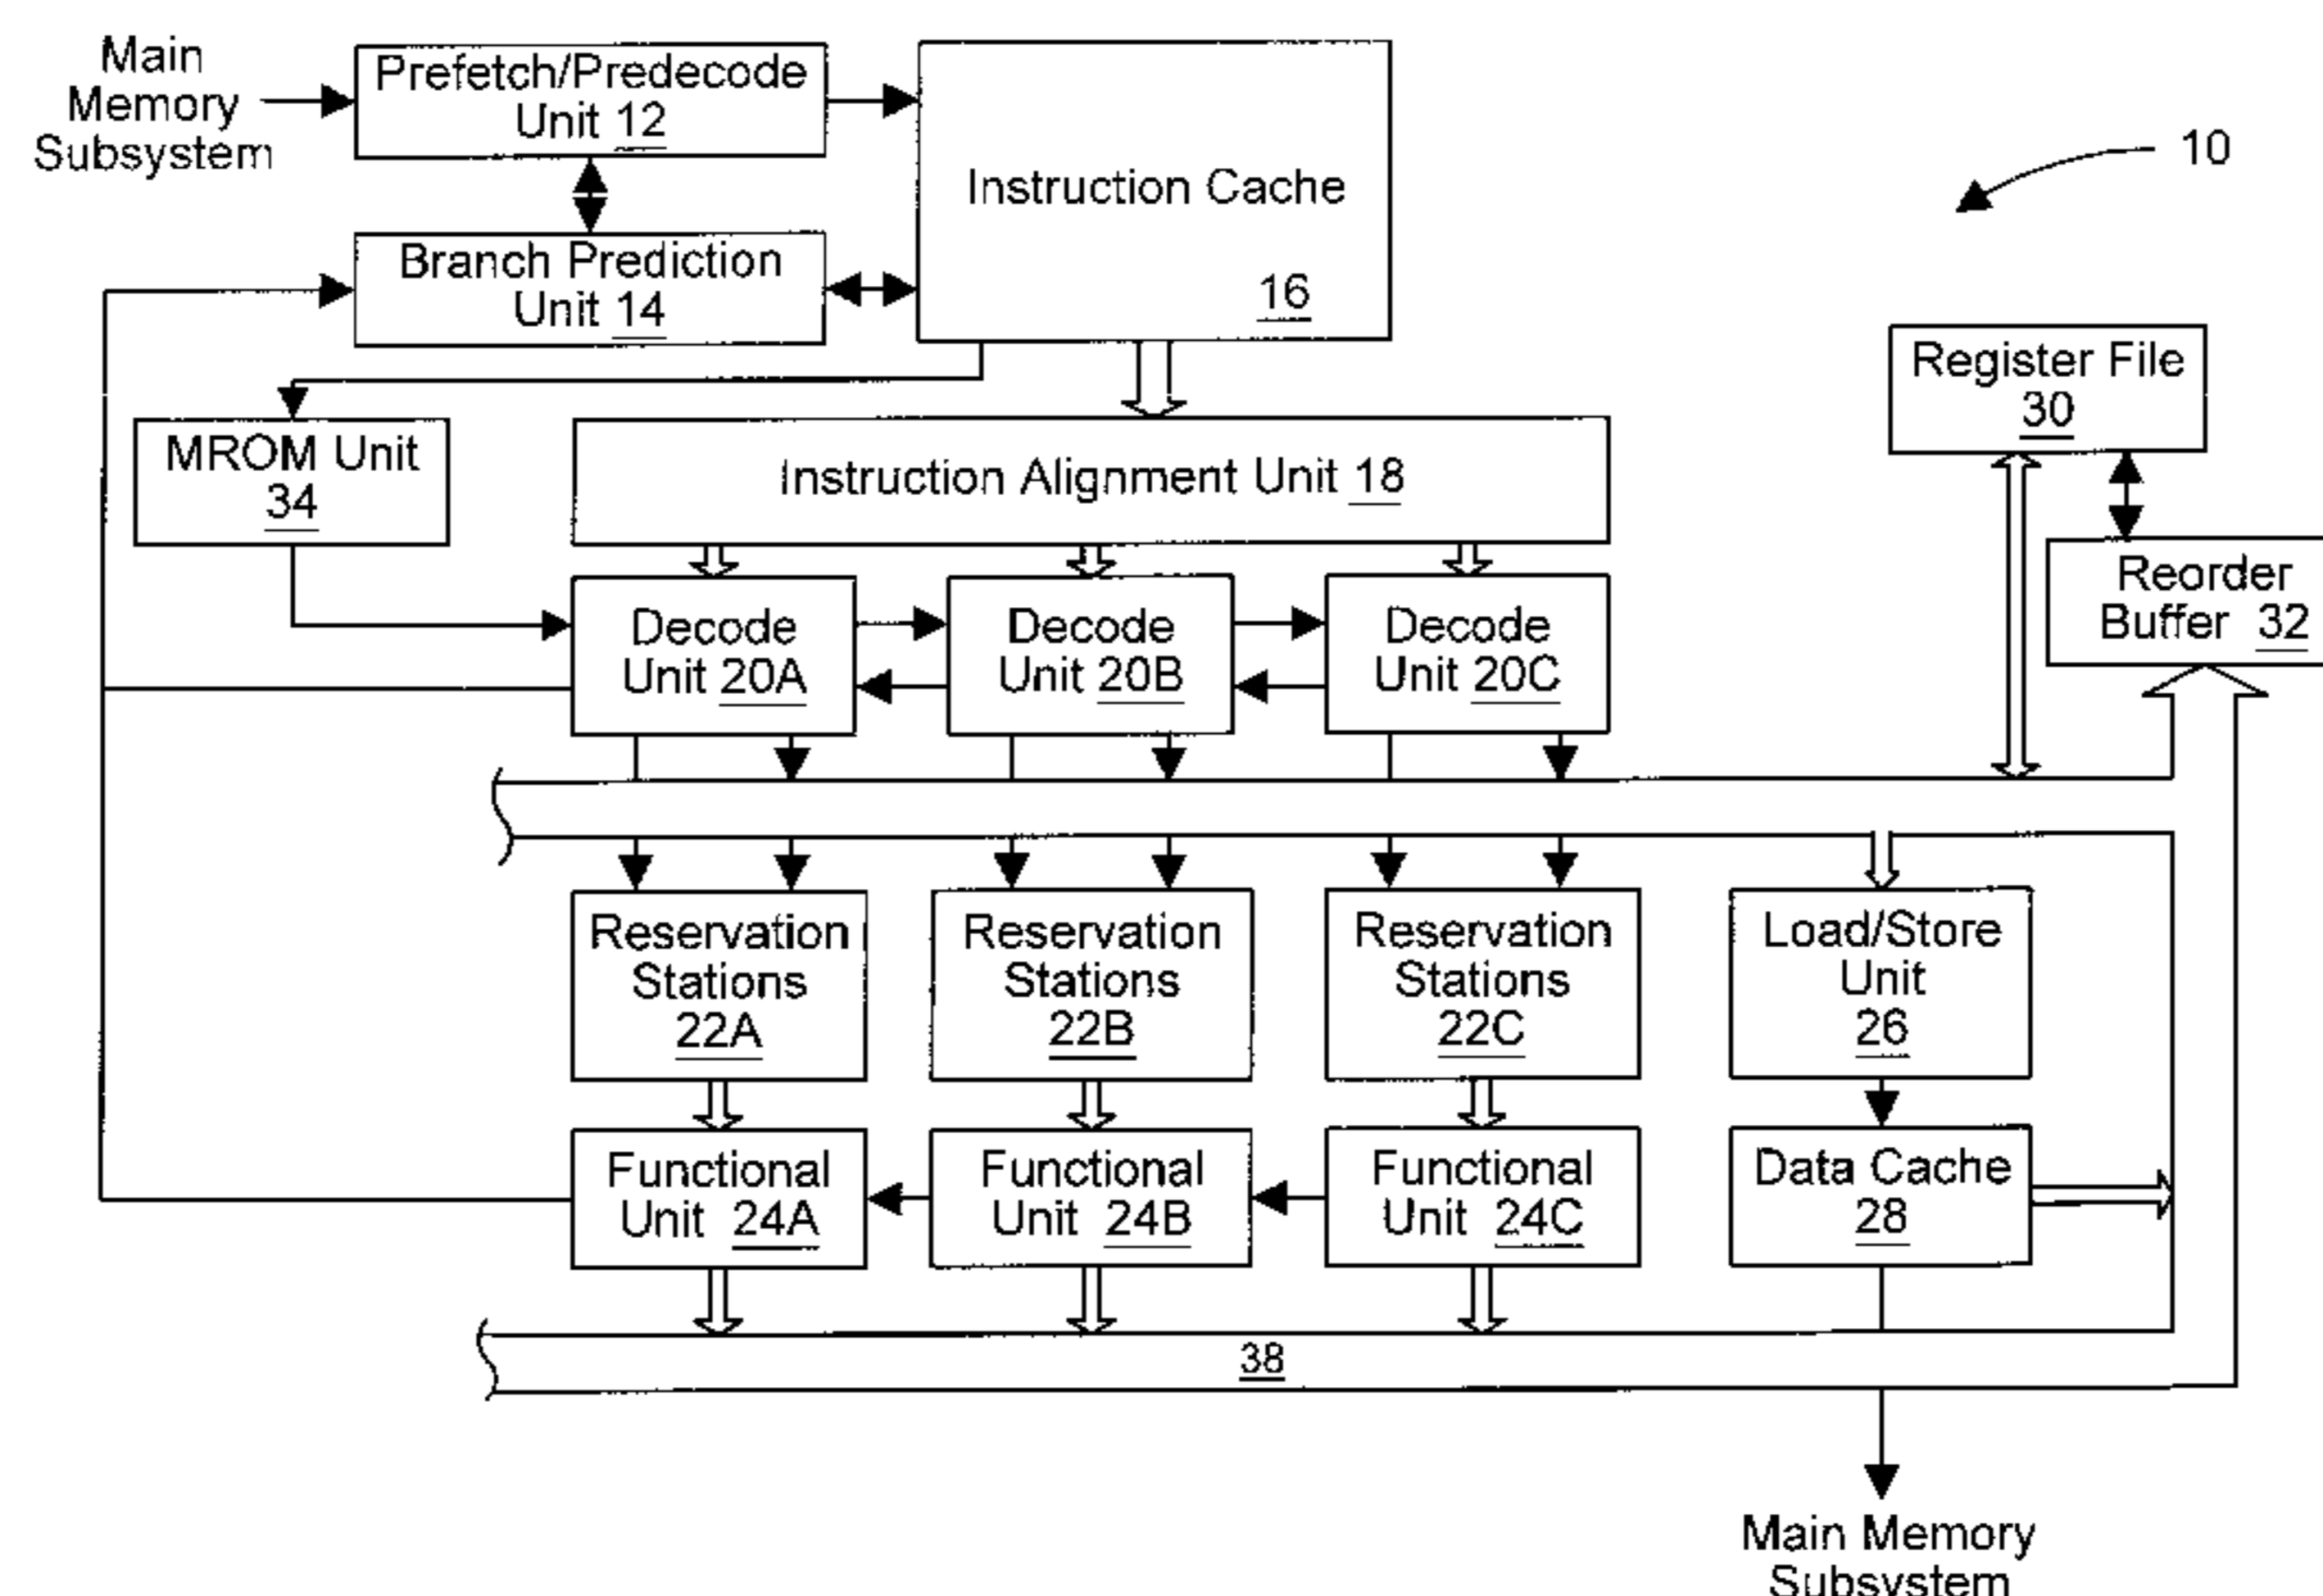 Main
Memory
Subsystem
Prefetch/Predecode
Unit 12
Instruction Cache
16
10
Branch Prediction
Unit 14
Register File
30
MROM Unit
34
Instruction Alignment Unit 18
Reorder
Buffer 32
Decode
Unit 20A
Decode
Unit 20B
Decode
Unit 20C
Reservation
Stations
22A
Reservation
Stations
22B
Reservation
Stations
22C
Load/Store
Unit
26
Functional
Unit 24A
Functional
Unit 24B
Functional
Unit 24C
Data Cache
28
38
Main Memory
Subsystem